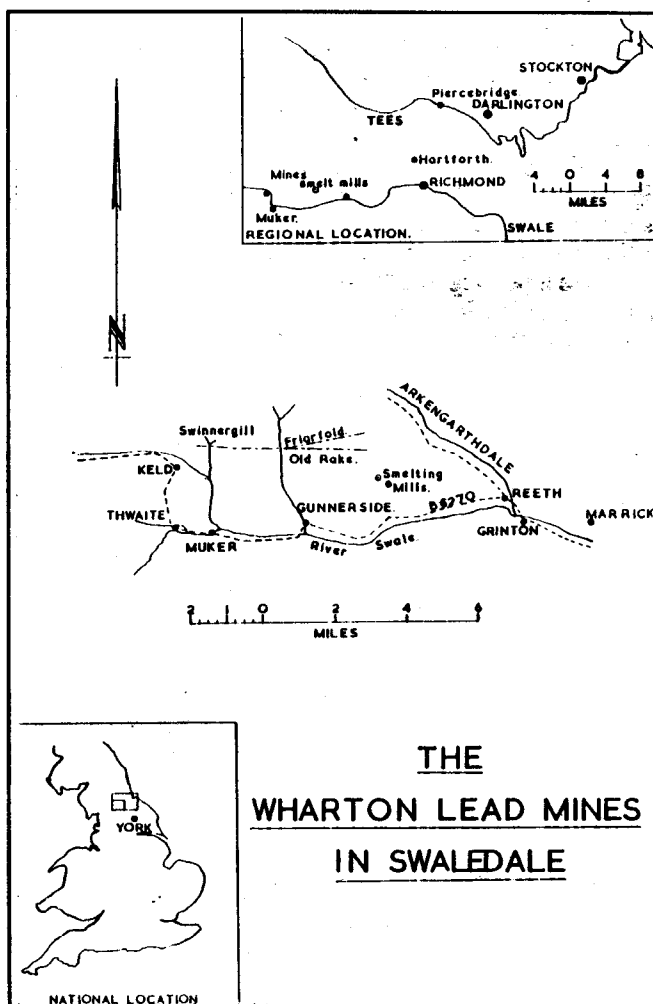 STOCKTON
Piercebridge
DARLINGTON
TEES
Hartforth.
4 0 4 8
MILES
Mines
smelt mills
RICHMOND
Muker.
SWALE
REGIONAL LOCATION.
N
ARKENGARTHDALE
Swinnergill
Friarfold
Old Rake.
KELD
Smelting
Mills.
B6270
REETH
THWAITE
GUNNERSIDE.
MARRICK
MUKER
River Swale.
GRINTON
2 0 2 4 6
MILES
THE
WHARTON LEAD MINES
IN SWALEDALE
YORK
NATIONAL LOCATION